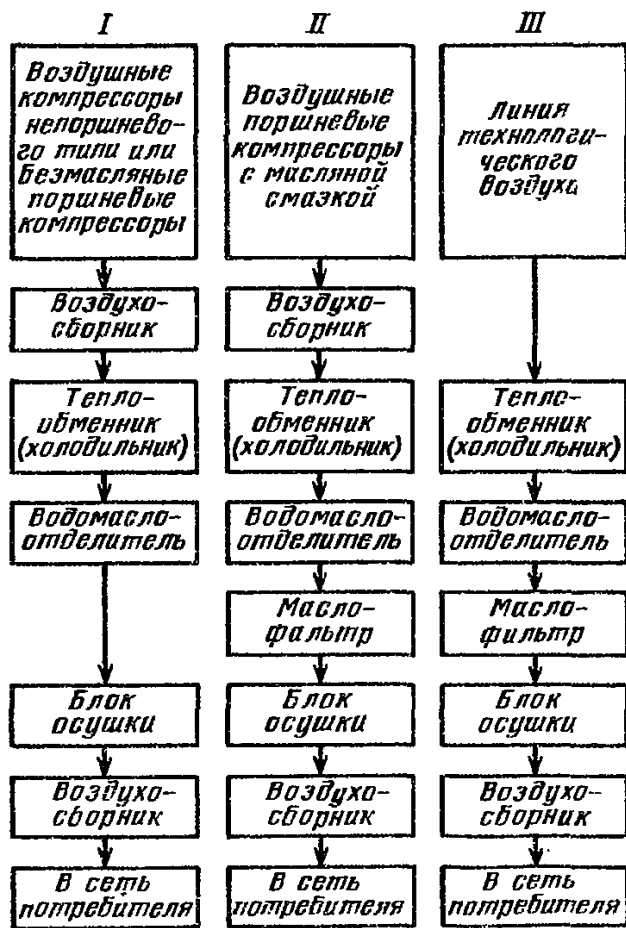 I
Воздушные
компрессоры
непоршнево-
го типи или
безмасляные
поршневые
компрессоры
Воздухо-
сборник
Тепло-
обменник
(холодильник)
Водомасло-
отделитель
Блок
осушки
Воздухо-
сборник
В сеть
потребителя
II
Воздушные
поршневые
компрессоры
с масляной
смазкой
Воздухо-
сборник
Тепло-
обменник
(холодильник)
Водомасло-
отделитель
Масло-
фальтр
Блок
осушки
Воздухо-
сборник
В сеть
потребителя
III
Линия
технологи-
ческого
воздуха
Тепло-
обменник
(холодильник)
Водомасло-
отделитель
Масло-
фильтр
Блок
осушки
Воздухо-
сборник
В сеть
потребителя